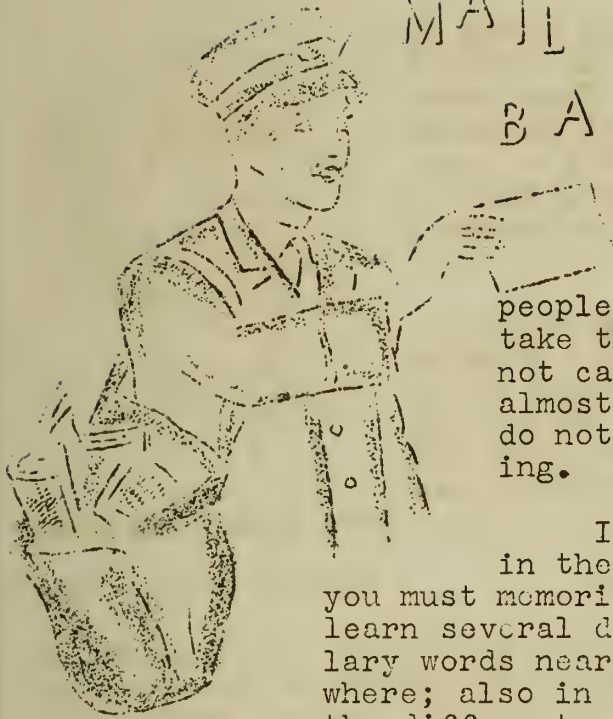 MAIL
BA
people
take t
not ca
almost
do not
ing.
I
in the
you must memori
learn several d
lary words near
where; also in